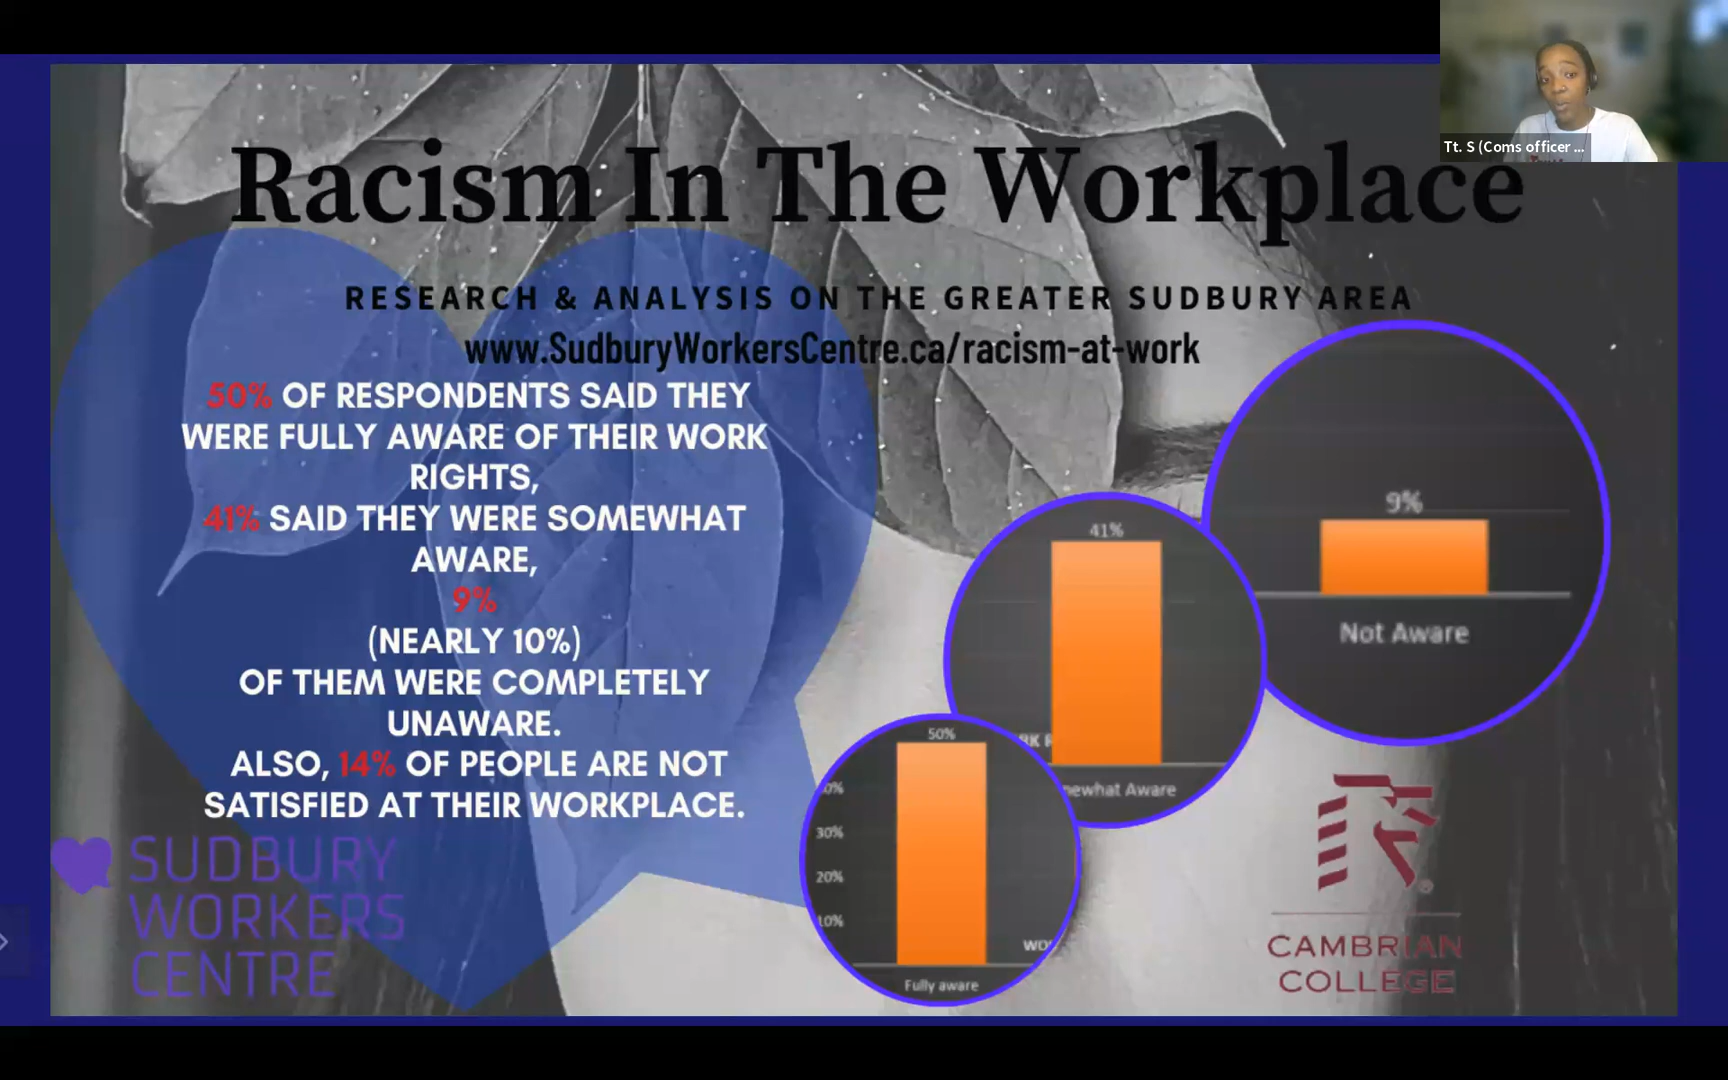 Tt. S (Coms officer ...
Racism In The Workplace
RESEARCH & ANALYSIS ON THE GREATER SUDBURY AREA
www.SudburyWorkersCentre.ca/racism-at-work
50% OF RESPONDENTS SAID THEY
WERE FULLY AWARE OF THEIR WORK
RIGHTS,
41% SAID THEY WERE SOMEWHAT
AWARE,
9%
(NEARLY 10%)
OF THEM WERE COMPLETELY
UNAWARE.
ALSO, 14% OF PEOPLE ARE NOT
SATISFIED AT THEIR WORKPLACE.
SUDBURY
WORKERS
CENTRE
9%
Not Aware
41%
ewhat Aware
50%
30%
20%
10%
Fully aware
CAMBRIAN
COLLEGE
®